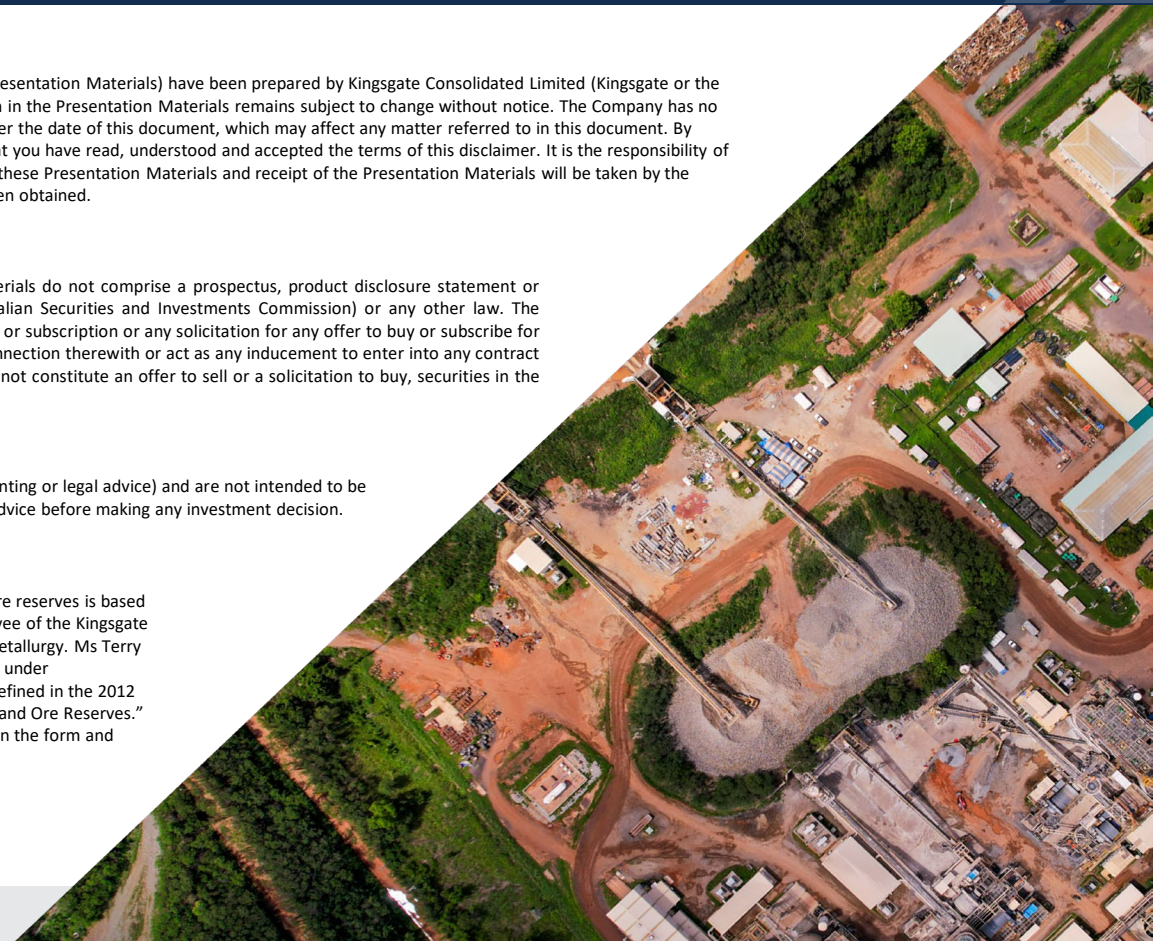 esentation Materials) have been prepared by Kingsgate Consolidated Limited (Kingsgate or the
in the Presentation Materials remains subject to change without notice. The Company has no
er the date of this document, which may affect any matter referred to in this document. By
t you have read, understood and accepted the terms of this disclaimer. It is the responsibility of
these Presentation Materials and receipt of the Presentation Materials will be taken by the
en obtained.
erials do not comprise a prospectus, product disclosure statement or
alian Securities and Investments Commission) or any other law. The
or subscription or any solicitation for any offer to buy or subscribe for
nnection therewith or act as any inducement to enter into any contract
not constitute an offer to sell or a solicitation to buy, securities in the
nting or legal advice) and are not intended to be
dvice before making any investment decision.
re reserves is based
yee of the Kingsgate
etallurgy. Ms Terry
under
efined in the 2012
and Ore Reserves.”
n the form and